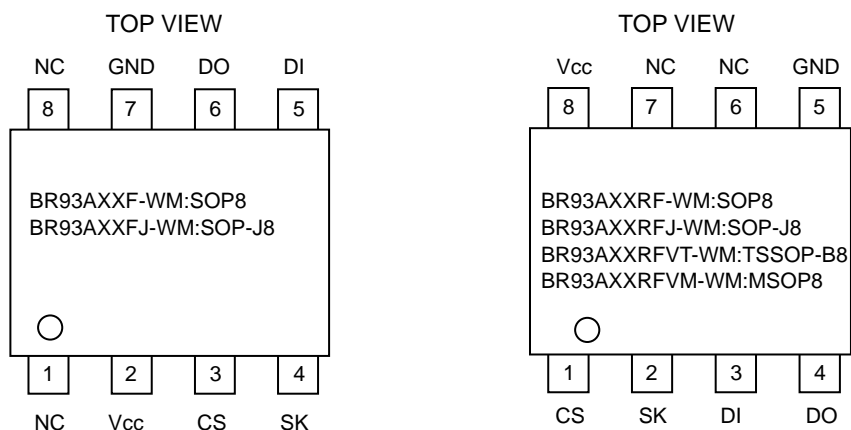 TOP VIEW
NC GND DO DI
8 7 6 5
BR93AXXF-WM:SOP8
BR93AXXFJ-WM:SOP-J8
1 2 3 4
NC Vcc CS SK
TOP VIEW
Vcc NC NC GND
8 7 6 5
BR93AXXRF-WM:SOP8
BR93AXXRFJ-WM:SOP-J8
BR93AXXRFVT-WM:TSSOP-B8
BR93AXXRFVM-WM:MSOP8
1 2 3 4
CS SK DI DO